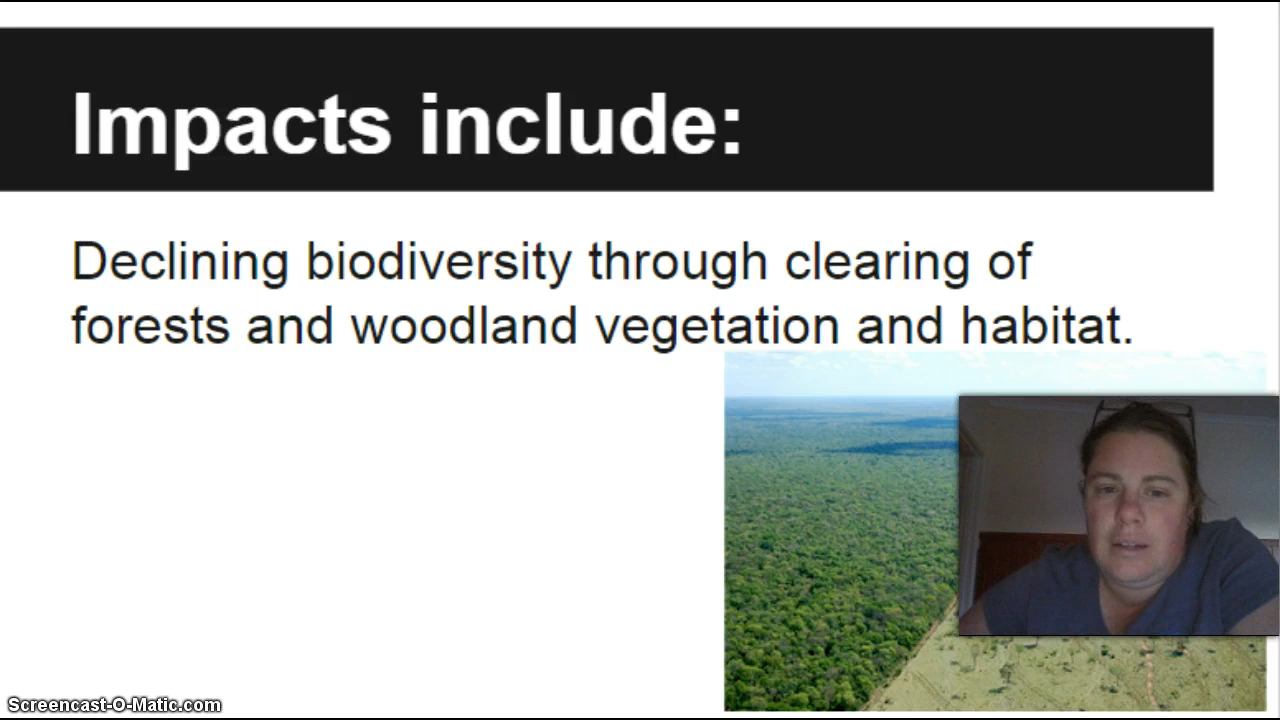 Impacts include:
Declining biodiversity through clearing of
forests and woodland vegetation and habitat.
Screencast-O-Matic.com